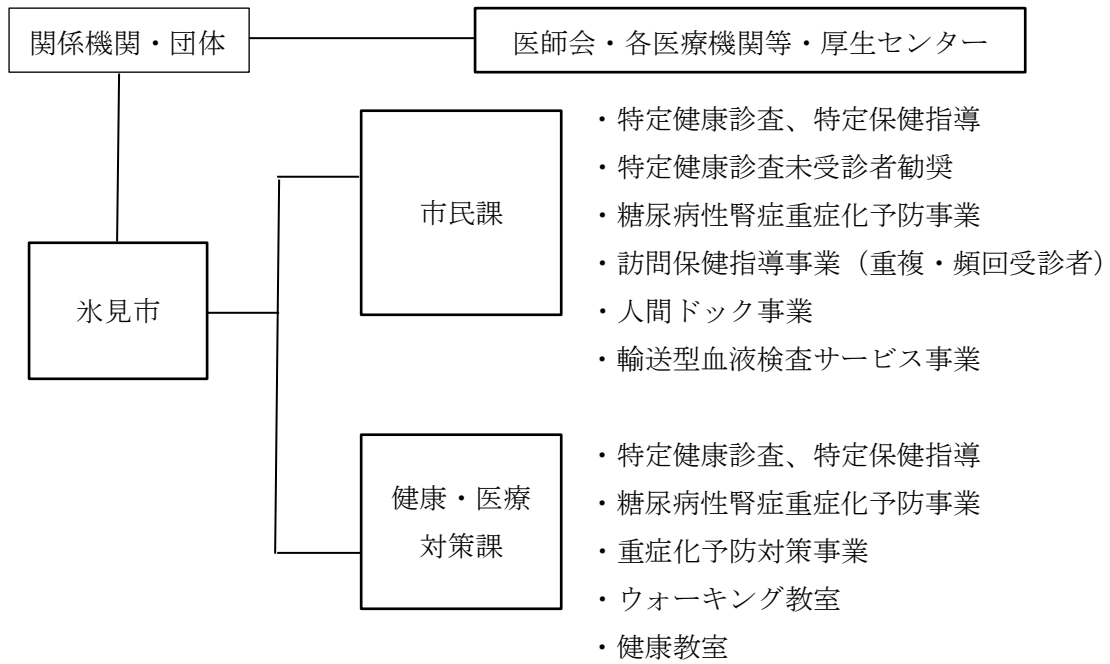 関係機関・団体
医師会・各医療機関等・厚生センター
氷見市
市民課
・特定健康診査、特定保健指導
・特定健康診査未受診者勧奨
・糖尿病性腎症重症化予防事業
・訪問保健指導事業（重複・頻回受診者）
・人間ドック事業
・輸送型血液検査サービス事業
健康・医療
対策課
・特定健康診査、特定保健指導
・糖尿病性腎症重症化予防事業
・重症化予防対策事業
・ウォーキング教室
・健康教室